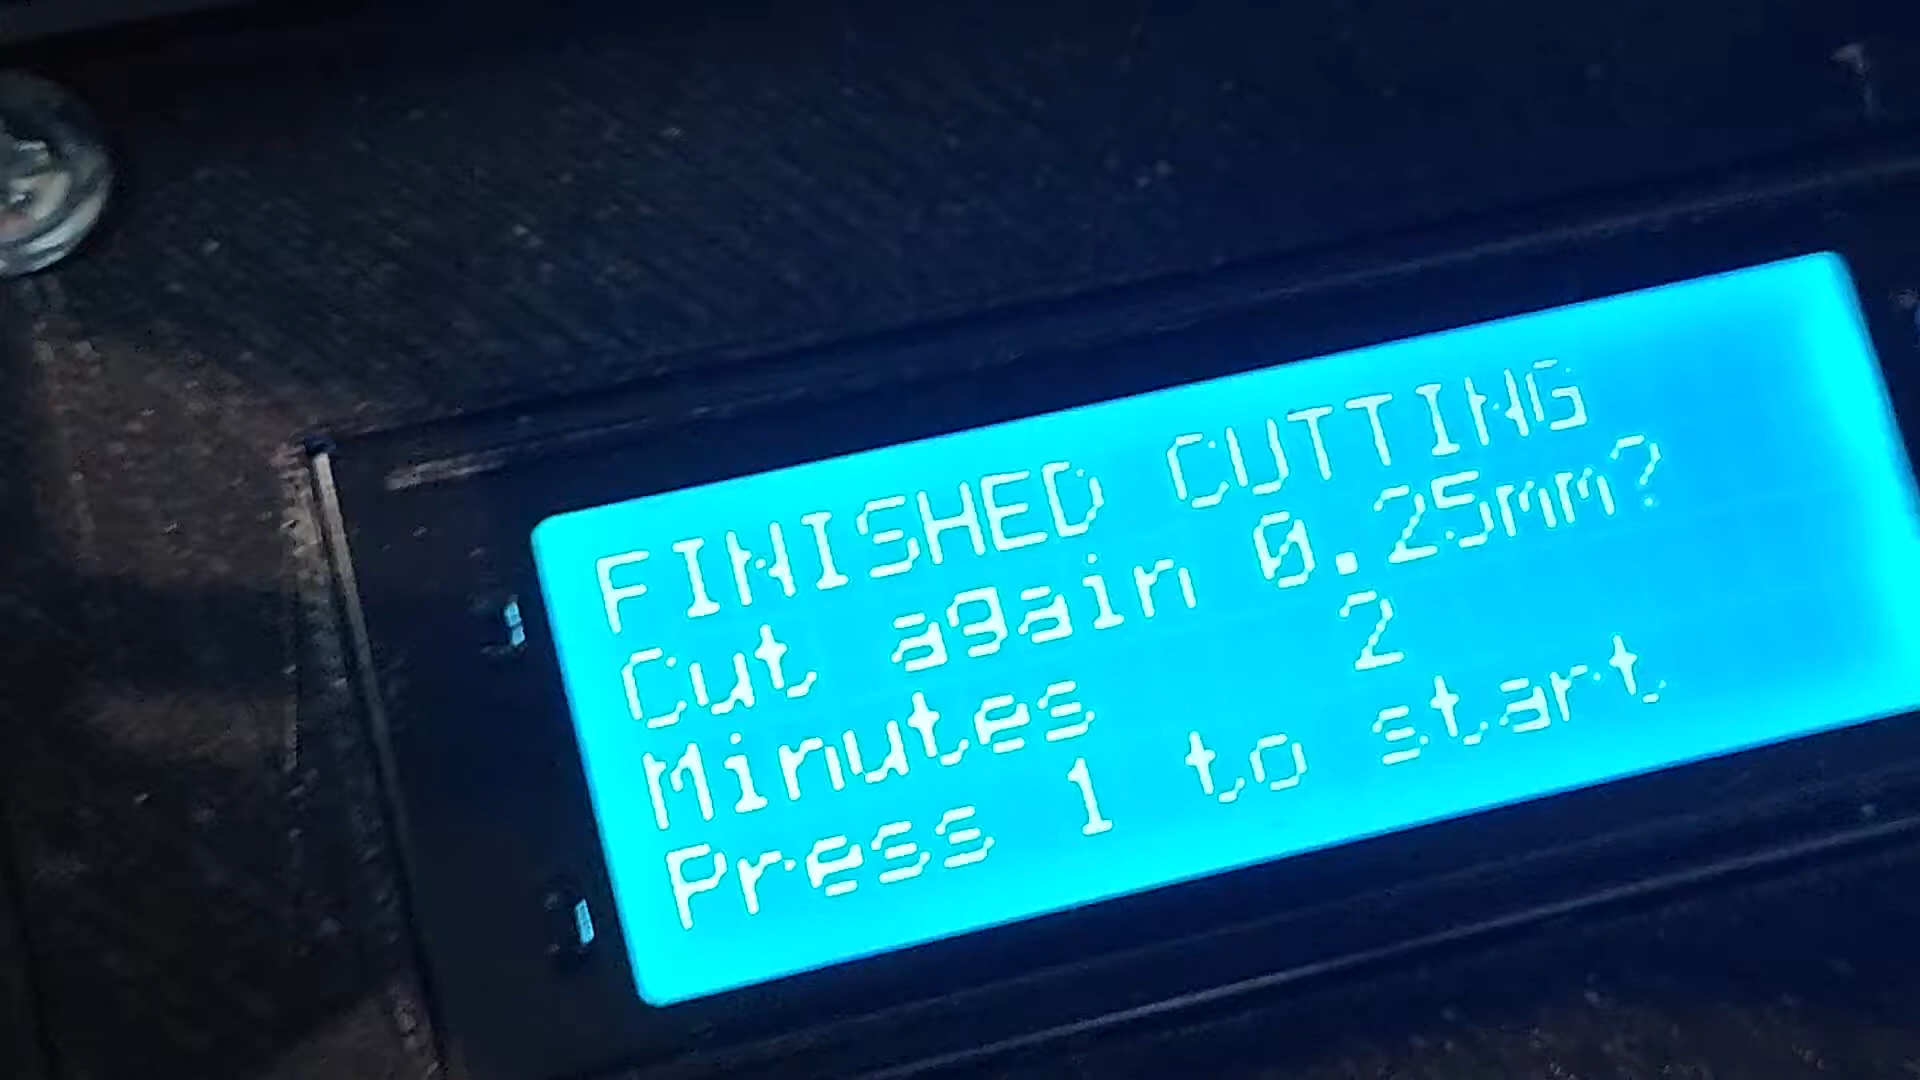 FINISHED CUTTING
Cut again 0.25mm?
Minutes 2
Press 1 to start